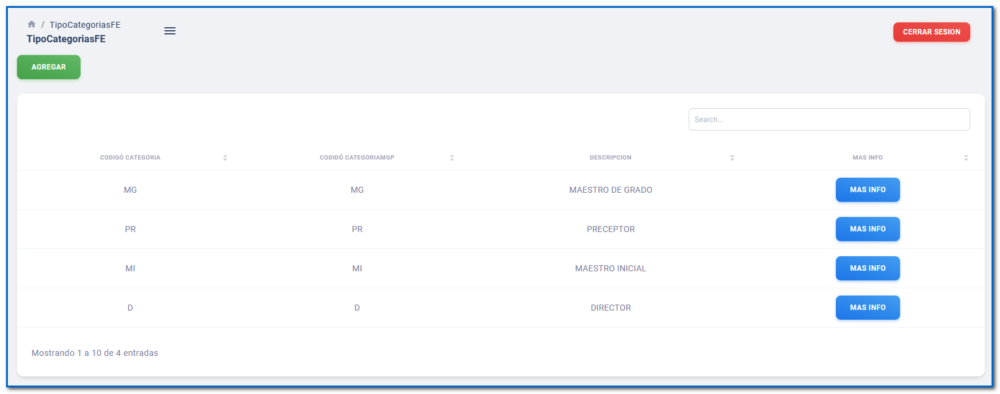 / TipoCategoriasFE
TipoCategoriasFE
CERRAR SESION
AGREGAR
Search...
CODIGÓ CATEGORIA CODIDÓ CATEGORIAMGP DESCRIPCION MAS INFO
MG MG MAESTRO DE GRADO MAS INFO
PR PR PRECEPTOR MAS INFO
MI MI MAESTRO INICIAL MAS INFO
D D DIRECTOR MAS INFO
Mostrando 1 a 10 de 4 entradas